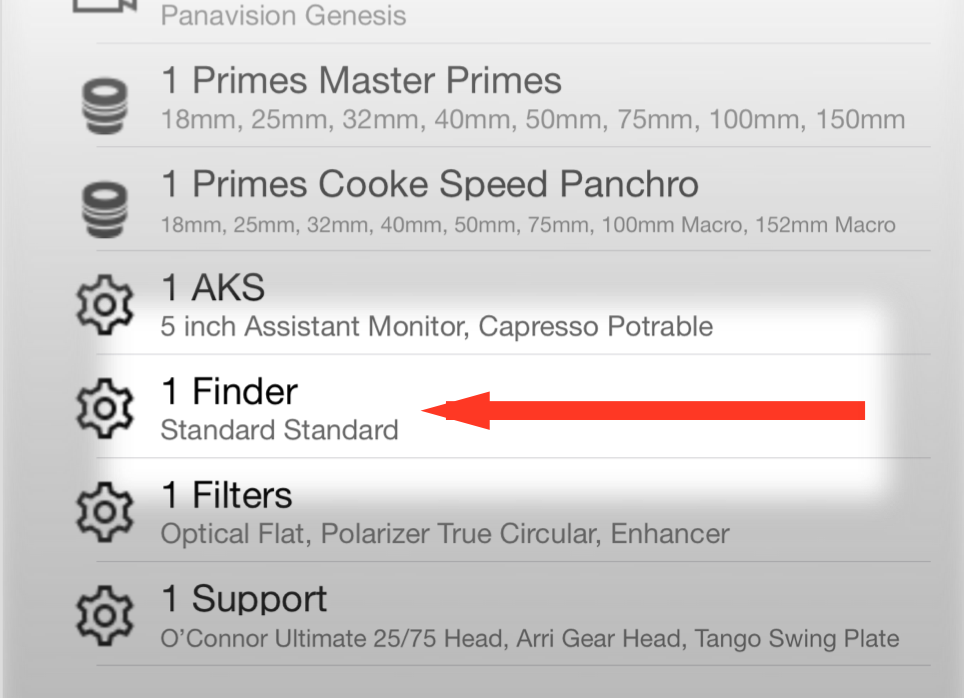 Panavision Genesis
1 Primes Master Primes
18mm, 25mm, 32mm, 40mm, 50mm, 75mm, 100mm, 150mm
1 Primes Cooke Speed Panchro
18mm, 25mm, 32mm, 40mm, 50mm, 75mm, 100mm Macro, 152mm Macro
1 AKS
5 inch Assistant Monitor, Capresso Potrable
1 Finder
Standard Standard
1 Filters
Optical Flat, Polarizer True Circular, Enhancer
1 Support
O’Connor Ultimate 25/75 Head, Arri Gear Head, Tango Swing Plate